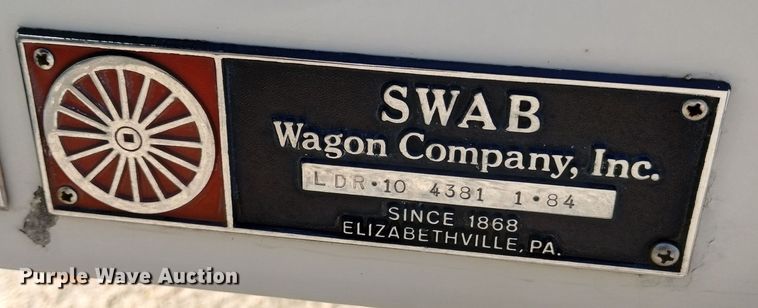 SWAB
Wagon Company, Inc.
LDR•10 4381 1•84
SINCE 1868
ELIZABETHVILLE, PA.
Purple Wave Auction